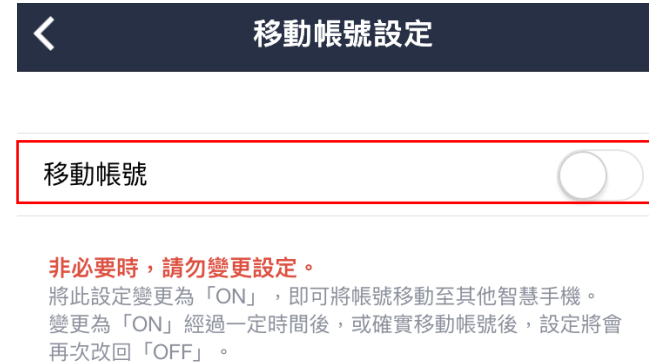 移動帳號設定
移動帳號
非必要時，請勿變更設定。
將此設定變更為「ON」，即可將帳號移動至其他智慧手機。
變更為「ON」經過一定時間後，或確實移動帳號後，設定將會
再次改回「OFF」。